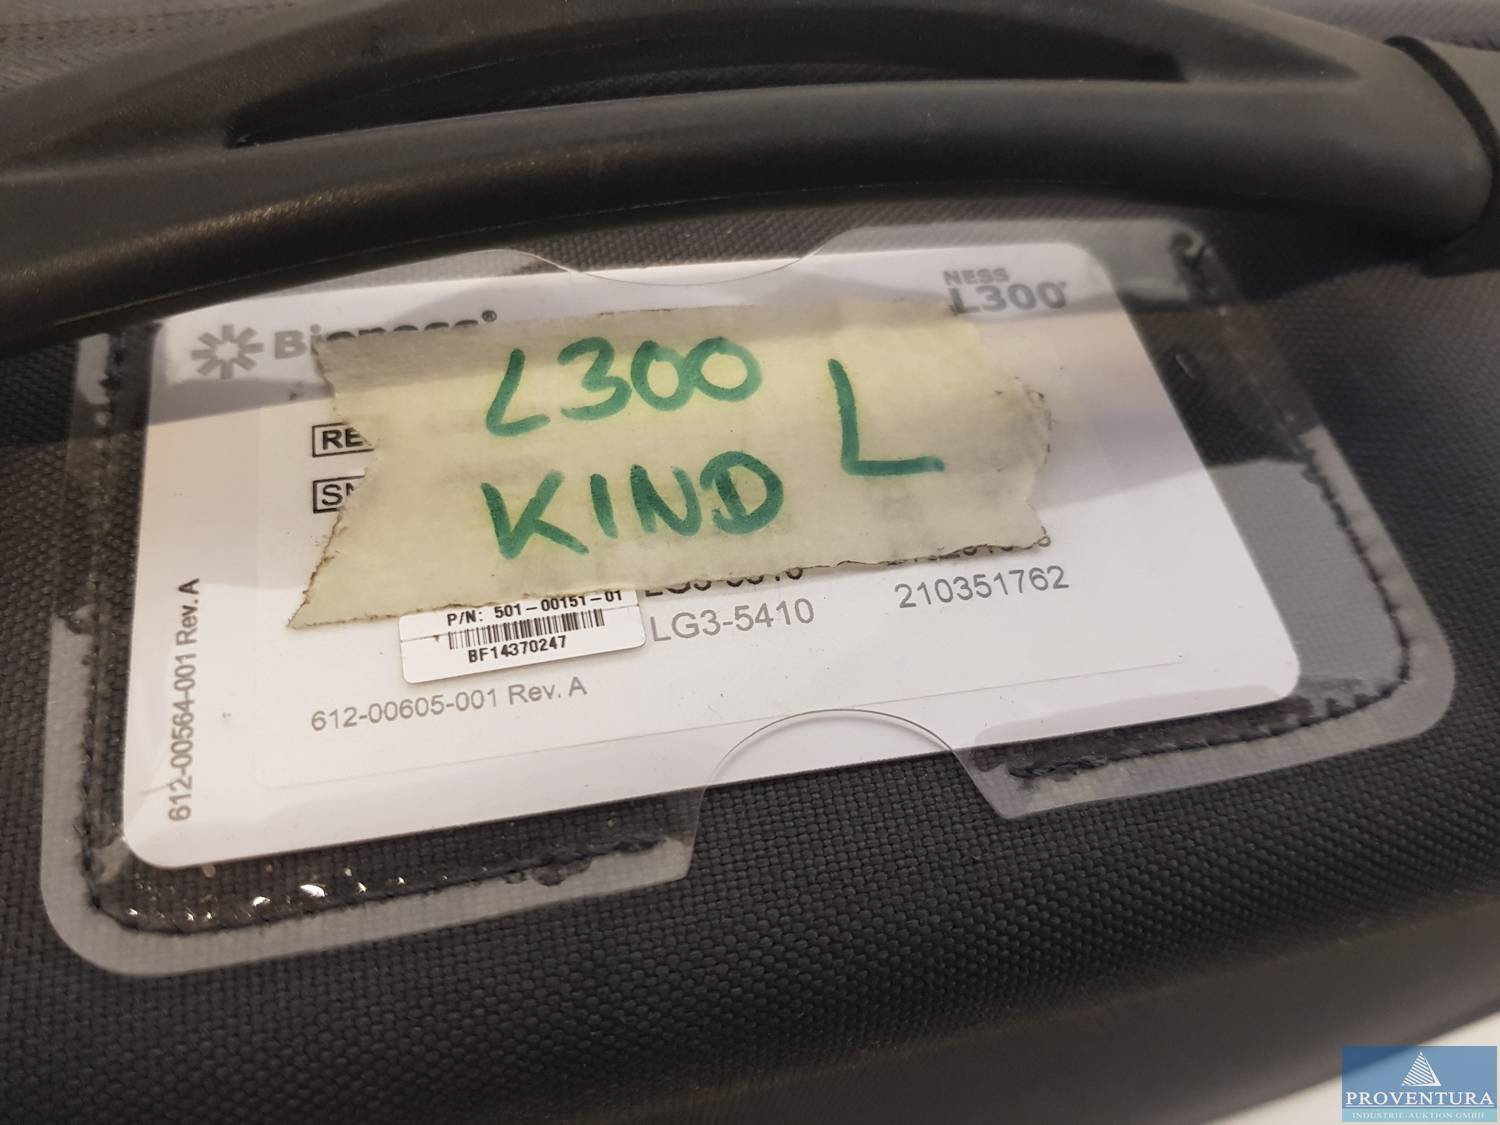 NESS
L300
L300 L
KIND
P/N: 501-00151-01
BF14370247
LG3-5410 210351762
612-00605-001 Rev. A
612-00564-001 Rev. A
PROVENTURA
INDUSTRIE-AUKTION GMBH